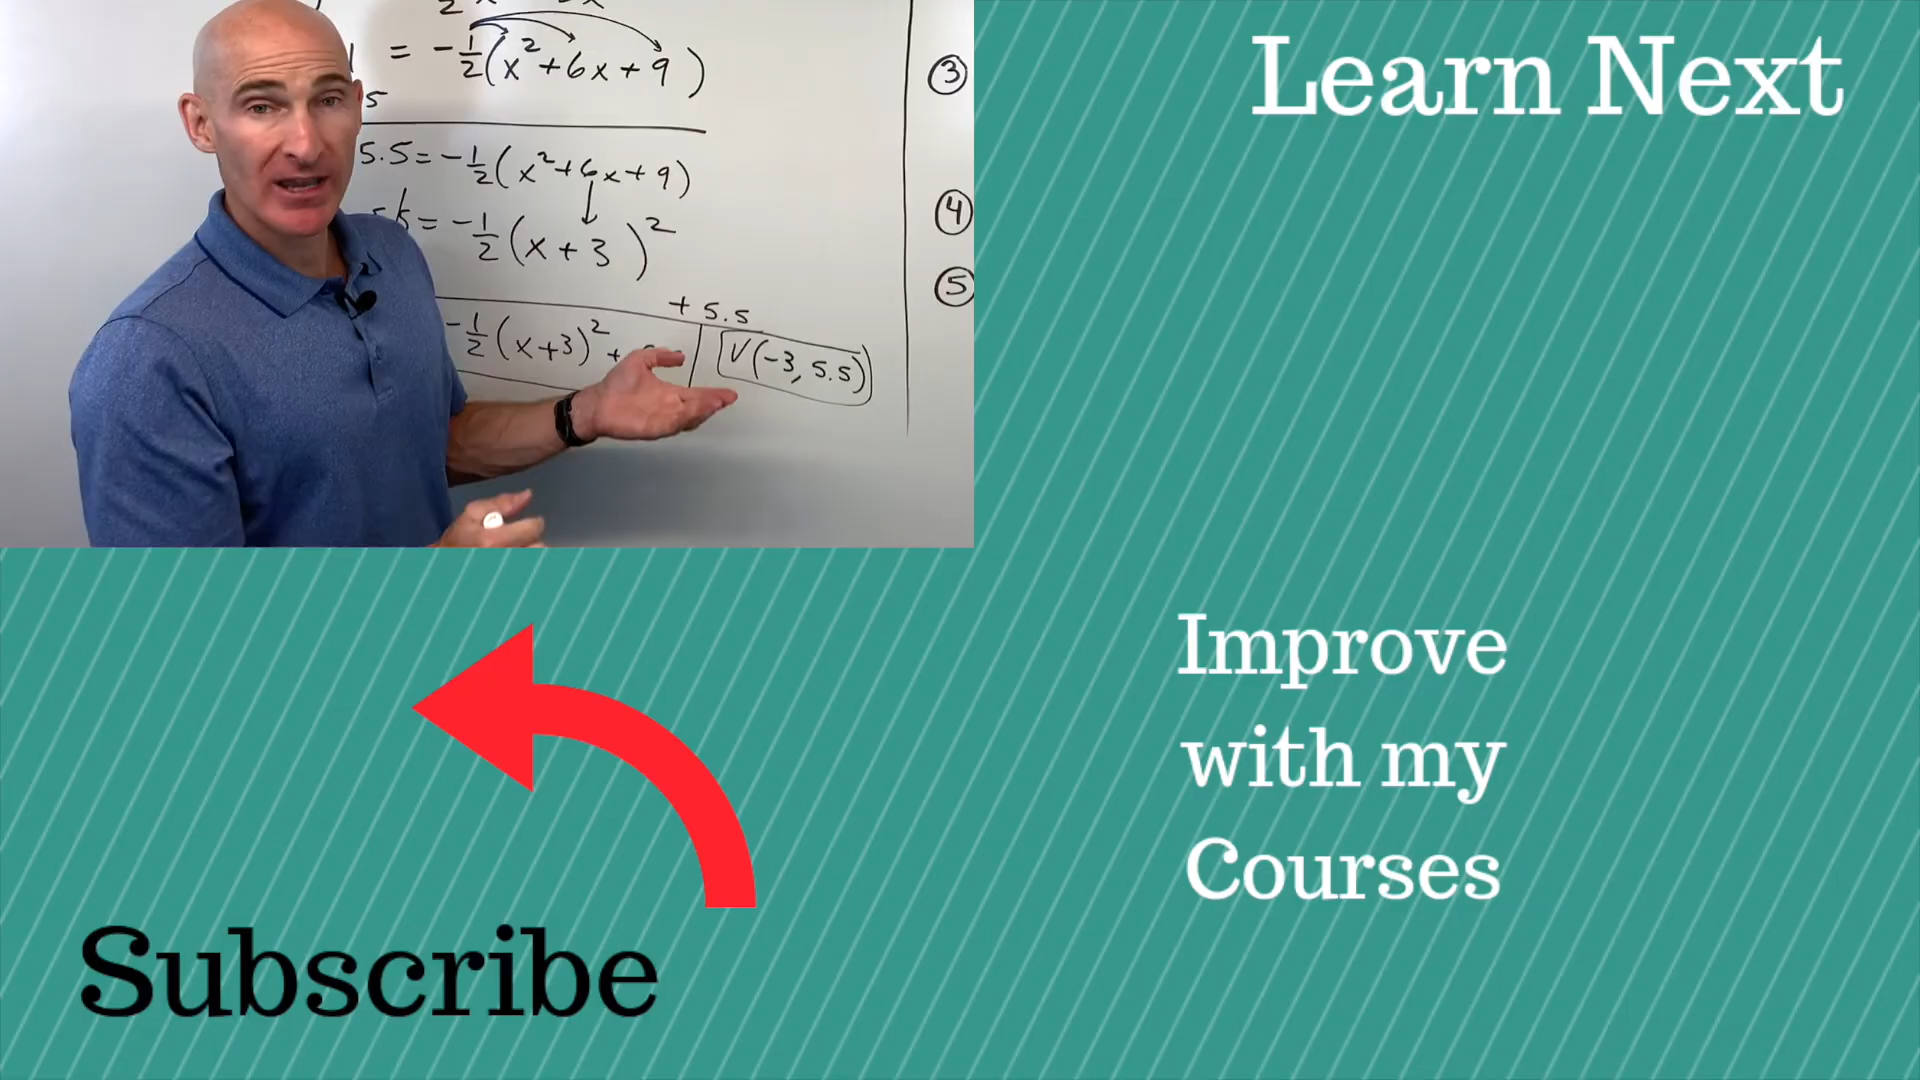 = -1/2(x²+6x+9)
5
5.5 = -1/2(x²+6x+9)
= -1/2(x+3)²
+5.5
-1/2(x+3)²+
V(-3, 5.5)
③
④
⑤
Learn Next
Improve
with my
Courses
Subscribe